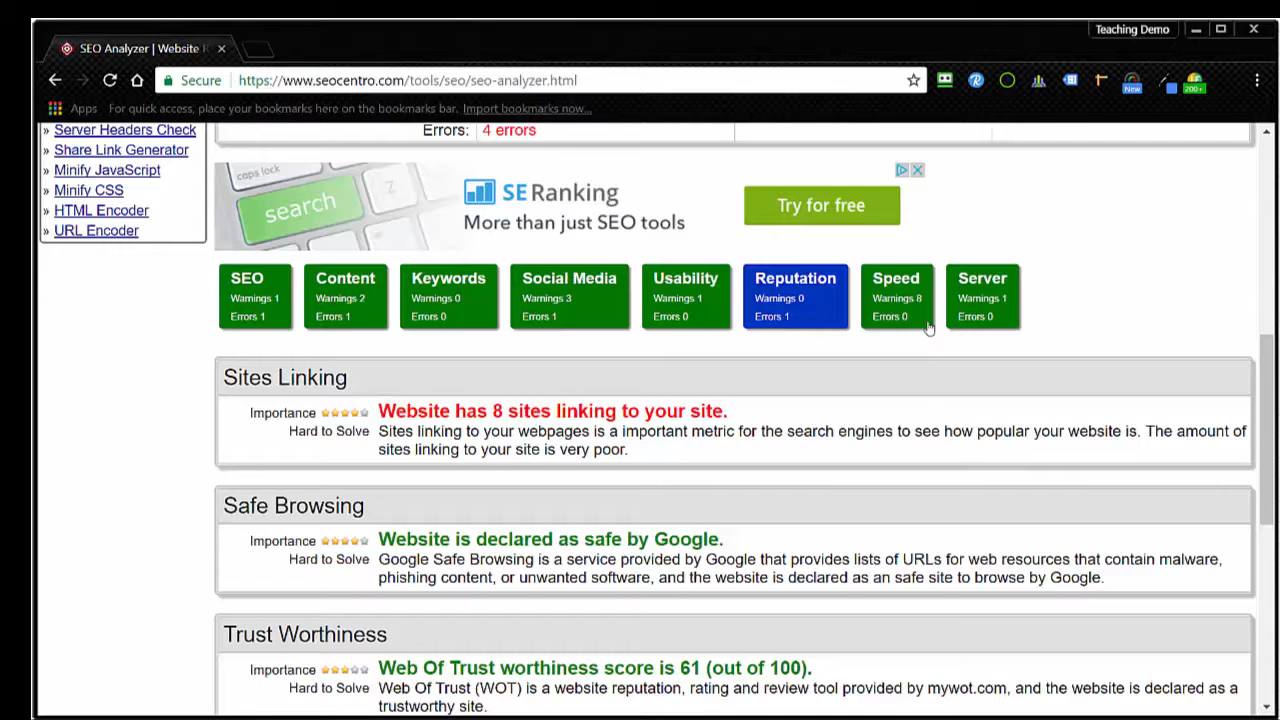 Teaching Demo
SEO Analyzer | Website R
Secure
https://www.seocentro.com/tools/seo/seo-analyzer.html
New
200+
Apps For quick access, place your bookmarks here on the bookmarks bar. Import bookmarks now...
» Server Headers Check
» Share Link Generator
» Minify JavaScript
» Minify CSS
» HTML Encoder
» URL Encoder
Errors: 4 errors
caps lock
search
Z
SE Ranking
More than just SEO tools
Try for free
SEO
Warnings 1
Errors 1
Content
Warnings 2
Errors 1
Keywords
Warnings 0
Errors 0
Social Media
Warnings 3
Errors 1
Usability
Warnings 1
Errors 0
Reputation
Warnings 0
Errors 1
Speed
Warnings 8
Errors 0
Server
Warnings 1
Errors 0
Sites Linking
Importance
Hard to Solve
Website has 8 sites linking to your site.
Sites linking to your webpages is a important metric for the search engines to see how popular your website is. The amount of
sites linking to your site is very poor.
Safe Browsing
Importance
Hard to Solve
Website is declared as safe by Google.
Google Safe Browsing is a service provided by Google that provides lists of URLs for web resources that contain malware,
phishing content, or unwanted software, and the website is declared as an safe site to browse by Google.
Trust Worthiness
Importance
Hard to Solve
Web Of Trust worthiness score is 61 (out of 100).
Web Of Trust (WOT) is a website reputation, rating and review tool provided by mywot.com, and the website is declared as a
trustworthy site.